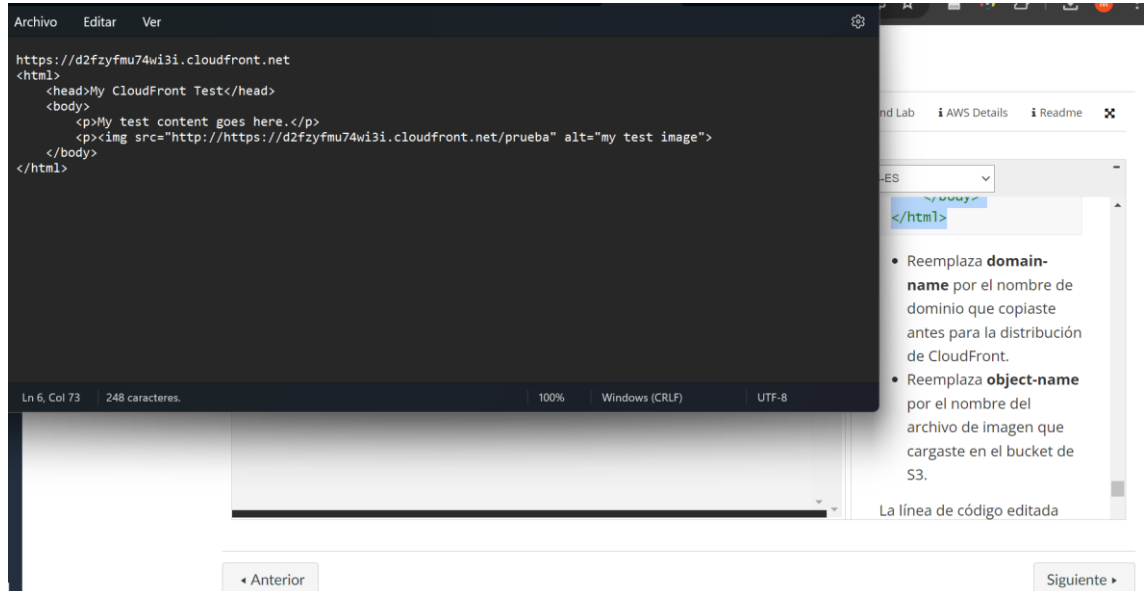 Archivo Editar Ver
https://d2fzyfmu74wi3i.cloudfront.net
<html>
    <head>My CloudFront Test</head>
    <body>
        <p>My test content goes here.</p>
        <p><img src="http://https://d2fzyfmu74wi3i.cloudfront.net/prueba" alt="my test image">
    </body>
</html>
Ln 6, Col 73 248 caracteres. 100% Windows (CRLF) UTF-8
nd Lab i AWS Details i Readme
-ES
</body>
</html>
• Reemplaza domain-
name por el nombre de
dominio que copiaste
antes para la distribución
de CloudFront.
• Reemplaza object-name
por el nombre del
archivo de imagen que
cargaste en el bucket de
S3.
La línea de código editada
◂ Anterior
Siguiente ▸